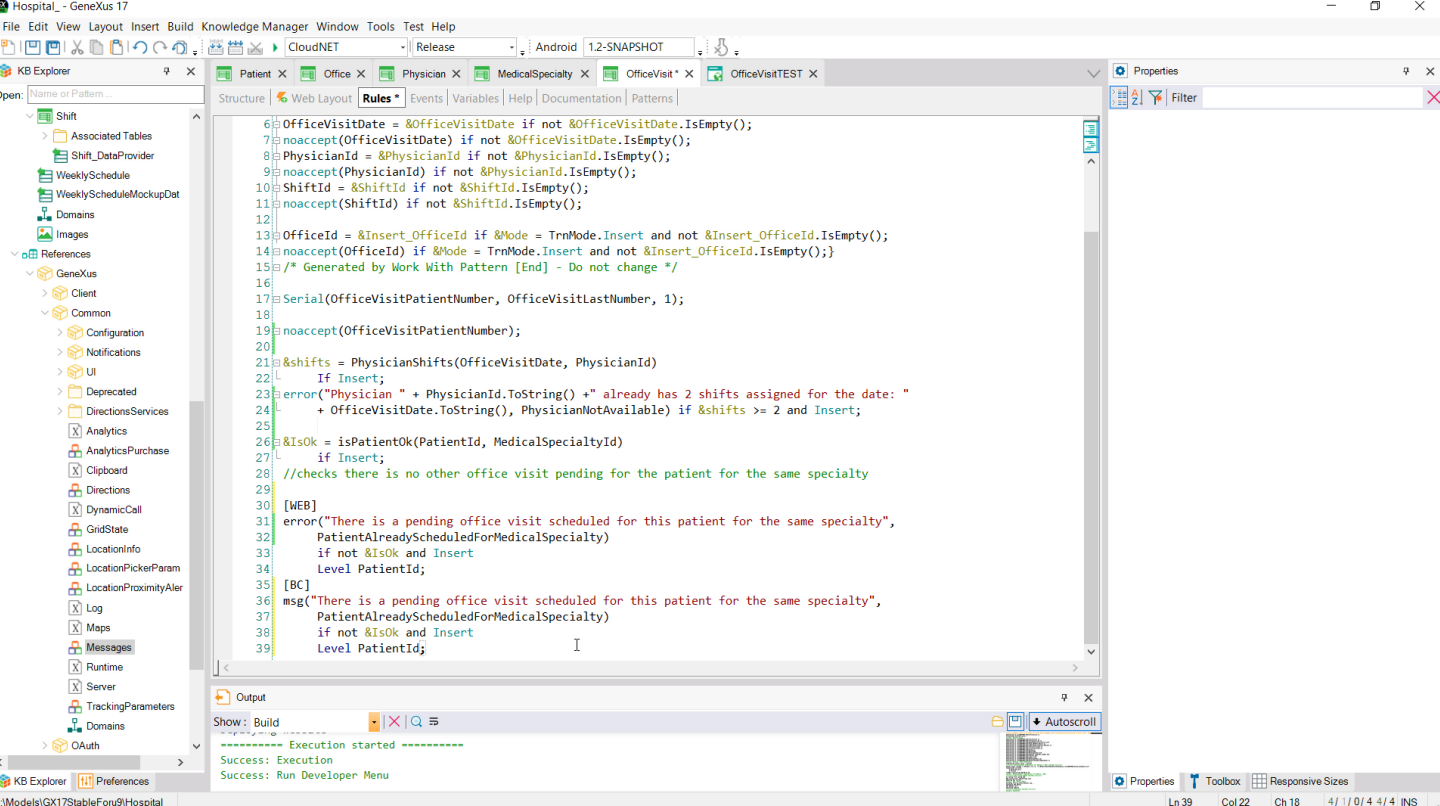 Hospital_ - GeneXus 17
File Edit View Layout Insert Build Knowledge Manager Window Tools Test Help
CloudNET Release Android 1.2-SNAPSHOT
KB Explorer
Open: Name or Pattern ...
Shift
Associated Tables
Shift_DataProvider
WeeklySchedule
WeeklyScheduleMockupDat
Domains
Images
References
GeneXus
Client
Common
Configuration
Notifications
UI
Deprecated
DirectionsServices
Analytics
AnalyticsPurchase
Clipboard
Directions
DynamicCall
GridState
LocationInfo
LocationPickerParam
LocationProximityAler
Log
Maps
Messages
Runtime
Server
TrackingParameters
Domains
OAuth
KB Explorer Preferences
Patient Office Physician MedicalSpecialty OfficeVisit * OfficeVisitTEST
Structure Web Layout Rules * Events Variables Help Documentation Patterns
6 OfficeVisitDate = &OfficeVisitDate if not &OfficeVisitDate.IsEmpty();
7 noaccept(OfficeVisitDate) if not &OfficeVisitDate.IsEmpty();
8 PhysicianId = &PhysicianId if not &PhysicianId.IsEmpty();
9 noaccept(PhysicianId) if not &PhysicianId.IsEmpty();
10 ShiftId = &ShiftId if not &ShiftId.IsEmpty();
11 noaccept(ShiftId) if not &ShiftId.IsEmpty();
12
13 OfficeId = &Insert_OfficeId if &Mode = TrnMode.Insert and not &Insert_OfficeId.IsEmpty();
14 noaccept(OfficeId) if &Mode = TrnMode.Insert and not &Insert_OfficeId.IsEmpty();}
15 /* Generated by Work With Pattern [End] - Do not change */
16
17 Serial(OfficeVisitPatientNumber, OfficeVisitLastNumber, 1);
18
19 noaccept(OfficeVisitPatientNumber);
20
21 &shifts = PhysicianShifts(OfficeVisitDate, PhysicianId)
22 If Insert;
23 error("Physician " + PhysicianId.ToString() +" already has 2 shifts assigned for the date: "
24 + OfficeVisitDate.ToString(), PhysicianNotAvailable) if &shifts >= 2 and Insert;
25
26 &IsOk = isPatientOk(PatientId, MedicalSpecialtyId)
27 if Insert;
28 //checks there is no other office visit pending for the patient for the same specialty
29
30 [WEB]
31 error("There is a pending office visit scheduled for this patient for the same specialty",
32 PatientAlreadyScheduledForMedicalSpecialty)
33 if not &IsOk and Insert
34 Level PatientId;
35 [BC]
36 msg("There is a pending office visit scheduled for this patient for the same specialty",
37 PatientAlreadyScheduledForMedicalSpecialty)
38 if not &IsOk and Insert
39 Level PatientId;
Output
Show : Build Autoscroll
========== Execution started ==========
Success: Execution
Success: Run Developer Menu
Properties
Filter
Properties Toolbox Responsive Sizes
:\Models\GX17StableForu9\Hospital Ln 39 Col 22 Ch 18 4/ 1/ 0/ 4 4/ 4 INS